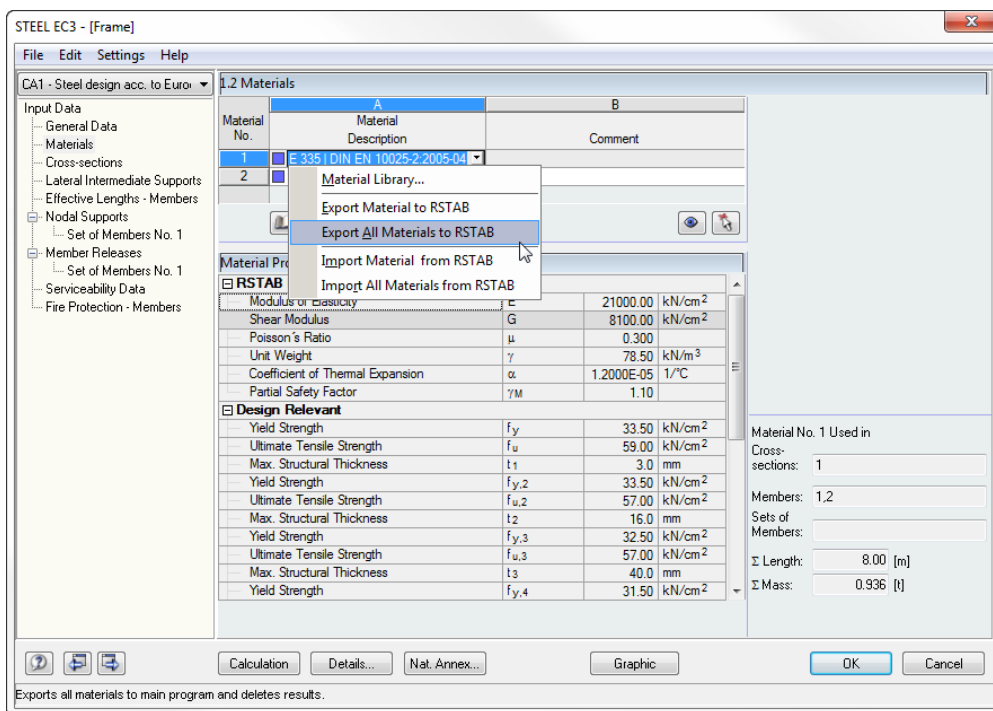 STEEL EC3 - [Frame]
File Edit Settings Help
CA1 - Steel design acc. to Euro
Input Data
General Data
Materials
Cross-sections
Lateral Intermediate Supports
Effective Lengths - Members
Nodal Supports
Set of Members No. 1
Member Releases
Set of Members No. 1
Serviceability Data
Fire Protection - Members
1.2 Materials
A B
Material No. Material Description Comment
1 E 335 | DIN EN 10025-2:2005-04
2
Material Library...
Export Material to RSTAB
Export All Materials to RSTAB
Import Material from RSTAB
Import All Materials from RSTAB
Material
RSTAB
Modulus of Elasticity E 21000.00 kN/cm2
Shear Modulus G 8100.00 kN/cm2
Poisson´s Ratio μ 0.300
Unit Weight γ 78.50 kN/m3
Coefficient of Thermal Expansion α 1.2000E-05 1/°C
Partial Safety Factor γM 1.10
Design Relevant
Yield Strength fy 33.50 kN/cm2
Ultimate Tensile Strength fu 59.00 kN/cm2
Max. Structural Thickness t1 3.0 mm
Yield Strength fy,2 33.50 kN/cm2
Ultimate Tensile Strength fu,2 57.00 kN/cm2
Max. Structural Thickness t2 16.0 mm
Yield Strength fy,3 32.50 kN/cm2
Ultimate Tensile Strength fu,3 57.00 kN/cm2
Max. Structural Thickness t3 40.0 mm
Yield Strength fy,4 31.50 kN/cm2
Material No. 1 Used in
Cross-sections: 1
Members: 1,2
Sets of Members:
Σ Length: 8.00 [m]
Σ Mass: 0.936 [t]
Calculation Details... Nat. Annex... Graphic OK Cancel
Exports all materials to main program and deletes results.